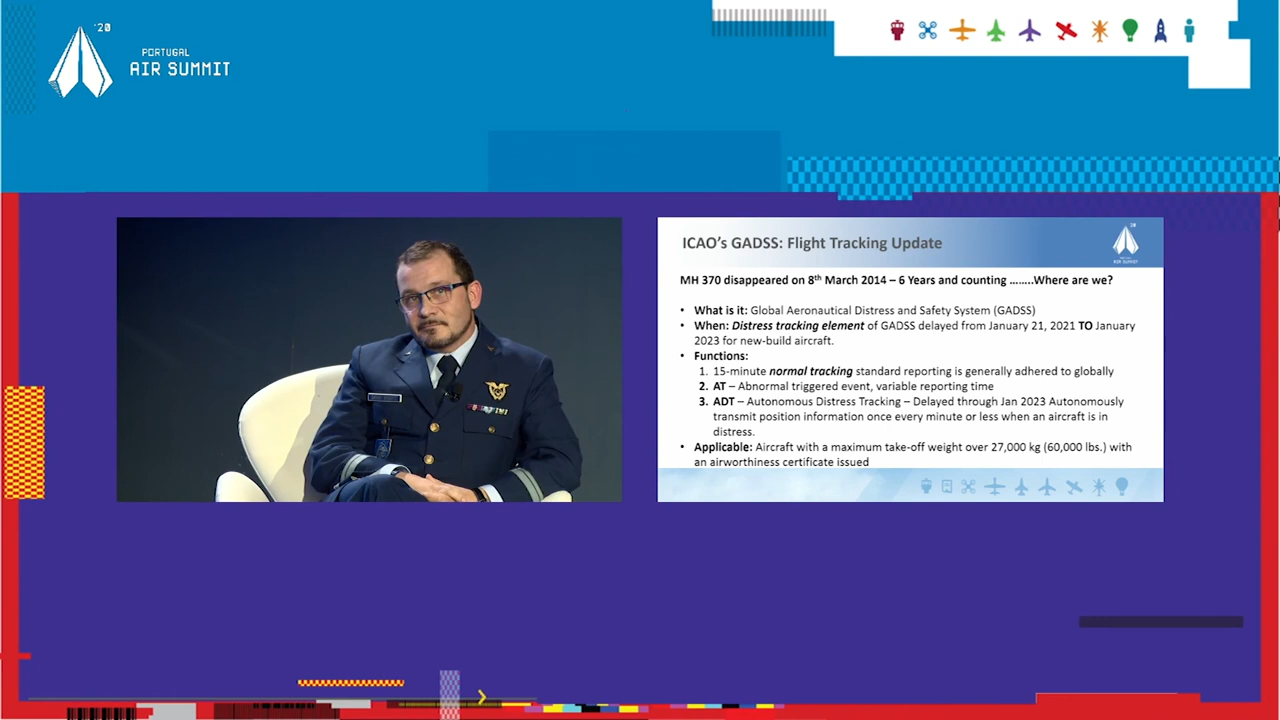 '20
PORTUGAL
AIR SUMMIT
ICAO's GADSS: Flight Tracking Update
'20
AIR SUMMIT
MH 370 disappeared on 8th March 2014 – 6 Years and counting ……..Where are we?
• What is it: Global Aeronautical Distress and Safety System (GADSS)
• When: Distress tracking element of GADSS delayed from January 21, 2021 TO January
2023 for new-build aircraft.
• Functions:
1. 15-minute normal tracking standard reporting is generally adhered to globally
2. AT – Abnormal triggered event, variable reporting time
3. ADT – Autonomous Distress Tracking – Delayed through Jan 2023 Autonomously
transmit position information once every minute or less when an aircraft is in
distress.
• Applicable: Aircraft with a maximum take-off weight over 27,000 kg (60,000 lbs.) with
an airworthiness certificate issued